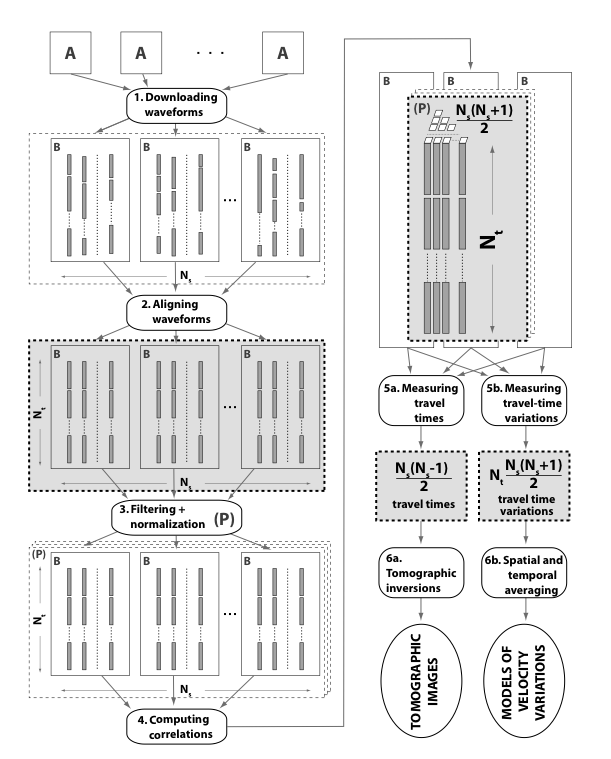 A
A
. . .
A
1. Downloading
waveforms
B
B
...
B
Nₛ
2. Aligning
waveforms
B
B
...
B
Nₜ
Nₛ
3. Filtering +
normalization (P)
(P)
B
B
...
B
Nₜ
Nₛ
4. Computing
correlations
B
B
B
(P)
Nₛ(Nₛ+1)
2
Nₜ
5a. Measuring
travel
times
5b. Measuring
travel-time
variations
Nₛ(Nₛ-1)
2
travel times
Nₜ Nₛ(Nₛ+1)
2
travel time
variations
6a.
Tomographic
inversions
6b. Spatial and
temporal
averaging
TOMOGRAPHIC
IMAGES
MODELS OF
VELOCITY
VARIATIONS